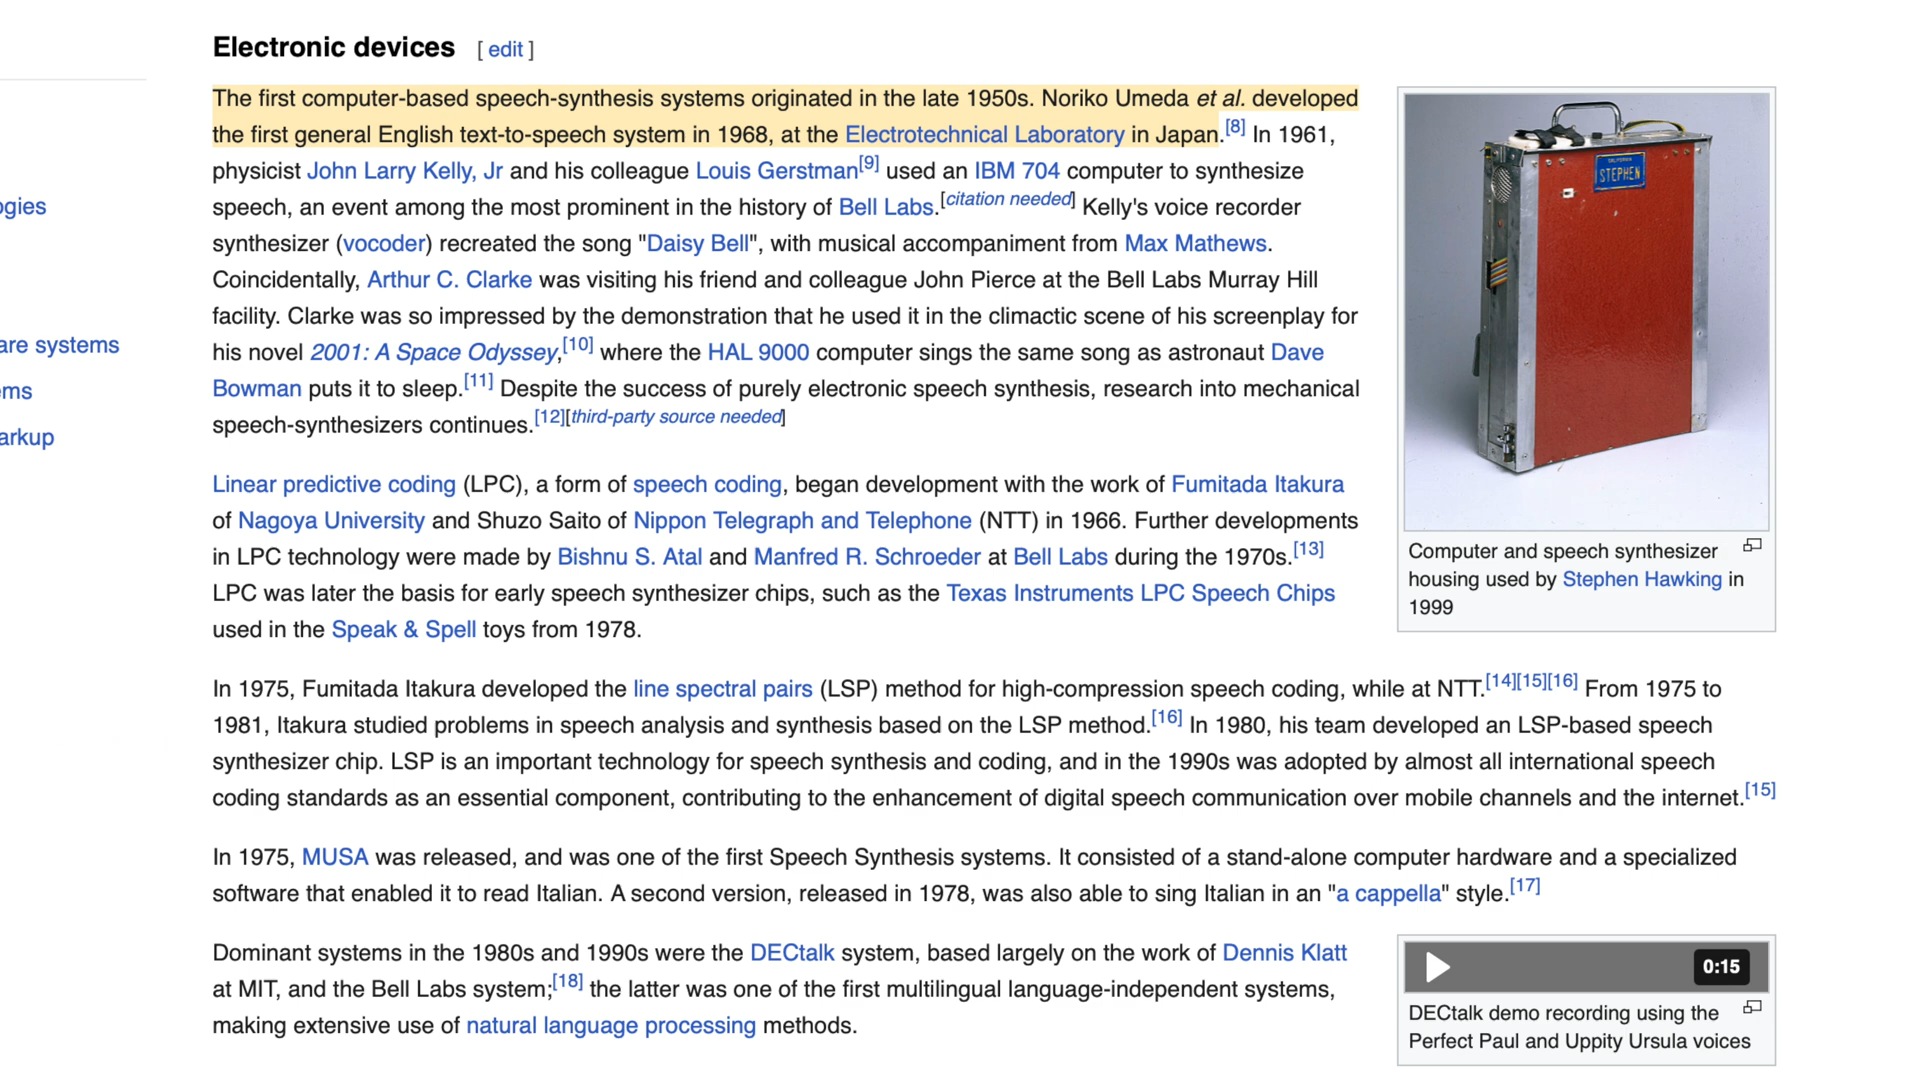 Electronic devices [ edit ]
The first computer-based speech-synthesis systems originated in the late 1950s. Noriko Umeda et al. developed
the first general English text-to-speech system in 1968, at the Electrotechnical Laboratory in Japan.[8] In 1961,
physicist John Larry Kelly, Jr and his colleague Louis Gerstman[9] used an IBM 704 computer to synthesize
speech, an event among the most prominent in the history of Bell Labs.[citation needed] Kelly's voice recorder
synthesizer (vocoder) recreated the song "Daisy Bell", with musical accompaniment from Max Mathews.
Coincidentally, Arthur C. Clarke was visiting his friend and colleague John Pierce at the Bell Labs Murray Hill
facility. Clarke was so impressed by the demonstration that he used it in the climactic scene of his screenplay for
his novel 2001: A Space Odyssey,[10] where the HAL 9000 computer sings the same song as astronaut Dave
Bowman puts it to sleep.[11] Despite the success of purely electronic speech synthesis, research into mechanical
speech-synthesizers continues.[12][third-party source needed]
CALIFORNIA
STEPHEN
Computer and speech synthesizer
housing used by Stephen Hawking in
1999
Linear predictive coding (LPC), a form of speech coding, began development with the work of Fumitada Itakura
of Nagoya University and Shuzo Saito of Nippon Telegraph and Telephone (NTT) in 1966. Further developments
in LPC technology were made by Bishnu S. Atal and Manfred R. Schroeder at Bell Labs during the 1970s.[13]
LPC was later the basis for early speech synthesizer chips, such as the Texas Instruments LPC Speech Chips
used in the Speak & Spell toys from 1978.
In 1975, Fumitada Itakura developed the line spectral pairs (LSP) method for high-compression speech coding, while at NTT.[14][15][16] From 1975 to
1981, Itakura studied problems in speech analysis and synthesis based on the LSP method.[16] In 1980, his team developed an LSP-based speech
synthesizer chip. LSP is an important technology for speech synthesis and coding, and in the 1990s was adopted by almost all international speech
coding standards as an essential component, contributing to the enhancement of digital speech communication over mobile channels and the internet.[15]
In 1975, MUSA was released, and was one of the first Speech Synthesis systems. It consisted of a stand-alone computer hardware and a specialized
software that enabled it to read Italian. A second version, released in 1978, was also able to sing Italian in an "a cappella" style.[17]
Dominant systems in the 1980s and 1990s were the DECtalk system, based largely on the work of Dennis Klatt
at MIT, and the Bell Labs system;[18] the latter was one of the first multilingual language-independent systems,
making extensive use of natural language processing methods.
0:15
DECtalk demo recording using the
Perfect Paul and Uppity Ursula voices
ogies
are systems
ems
arkup